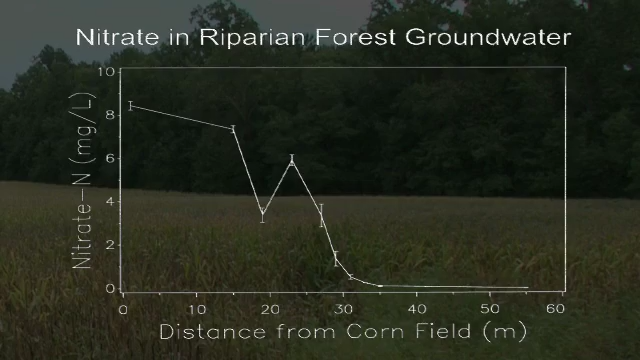 Nitrate in Riparian Forest Groundwater
10
8
6
4
2
0
Nitrate-N (mg/L)
0 10 20 30 40 50 60
Distance from Corn Field (m)